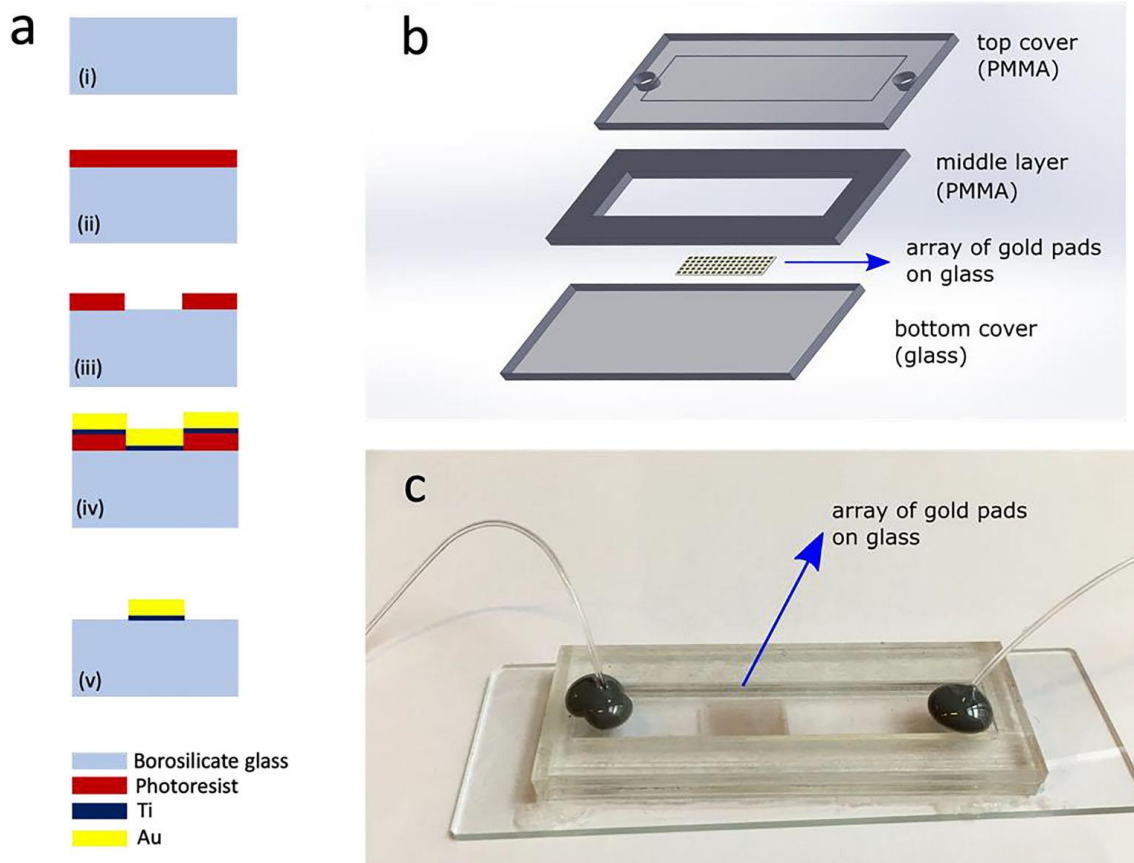 a
(i)
(ii)
(iii)
(iv)
(v)
Borosilicate glass
Photoresist
Ti
Au
b
top cover
(PMMA)
middle layer
(PMMA)
array of gold pads
on glass
bottom cover
(glass)
c
array of gold pads
on glass